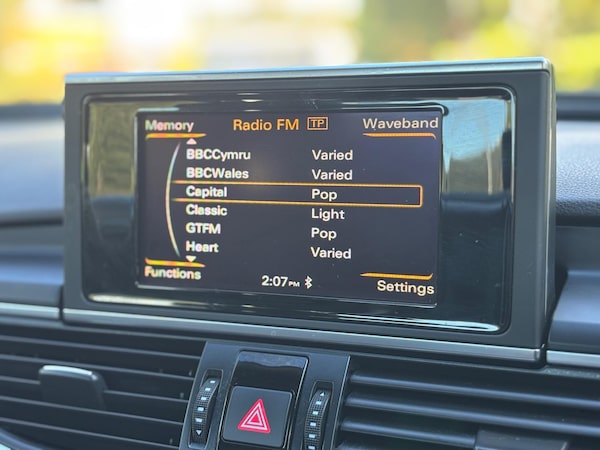 Memory Radio FM TP Waveband
BBCCymru Varied
BBCWales Varied
Capital Pop
Classic Light
GTFM Pop
Heart Varied
Functions 2:07PM Settings